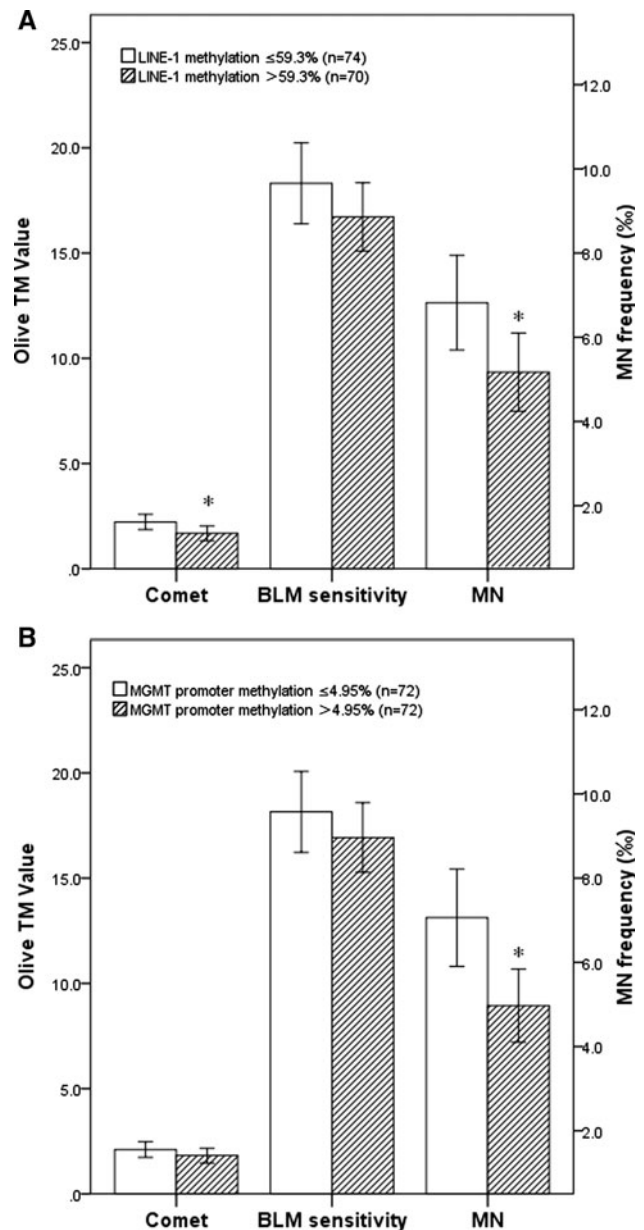 A
25.0
20.0
15.0
10.0
5.0
.0
Olive TM Value
LINE-1 methylation ≤59.3% (n=74)
LINE-1 methylation >59.3% (n=70)
*
*
12.0
10.0
8.0
6.0
4.0
2.0
MN frequency (‰)
Comet BLM sensitivity MN
B
25.0
20.0
15.0
10.0
5.0
.0
Olive TM Value
MGMT promoter methylation ≤4.95% (n=72)
MGMT promoter methylation >4.95% (n=72)
*
12.0
10.0
8.0
6.0
4.0
2.0
MN frequency (‰)
Comet BLM sensitivity MN